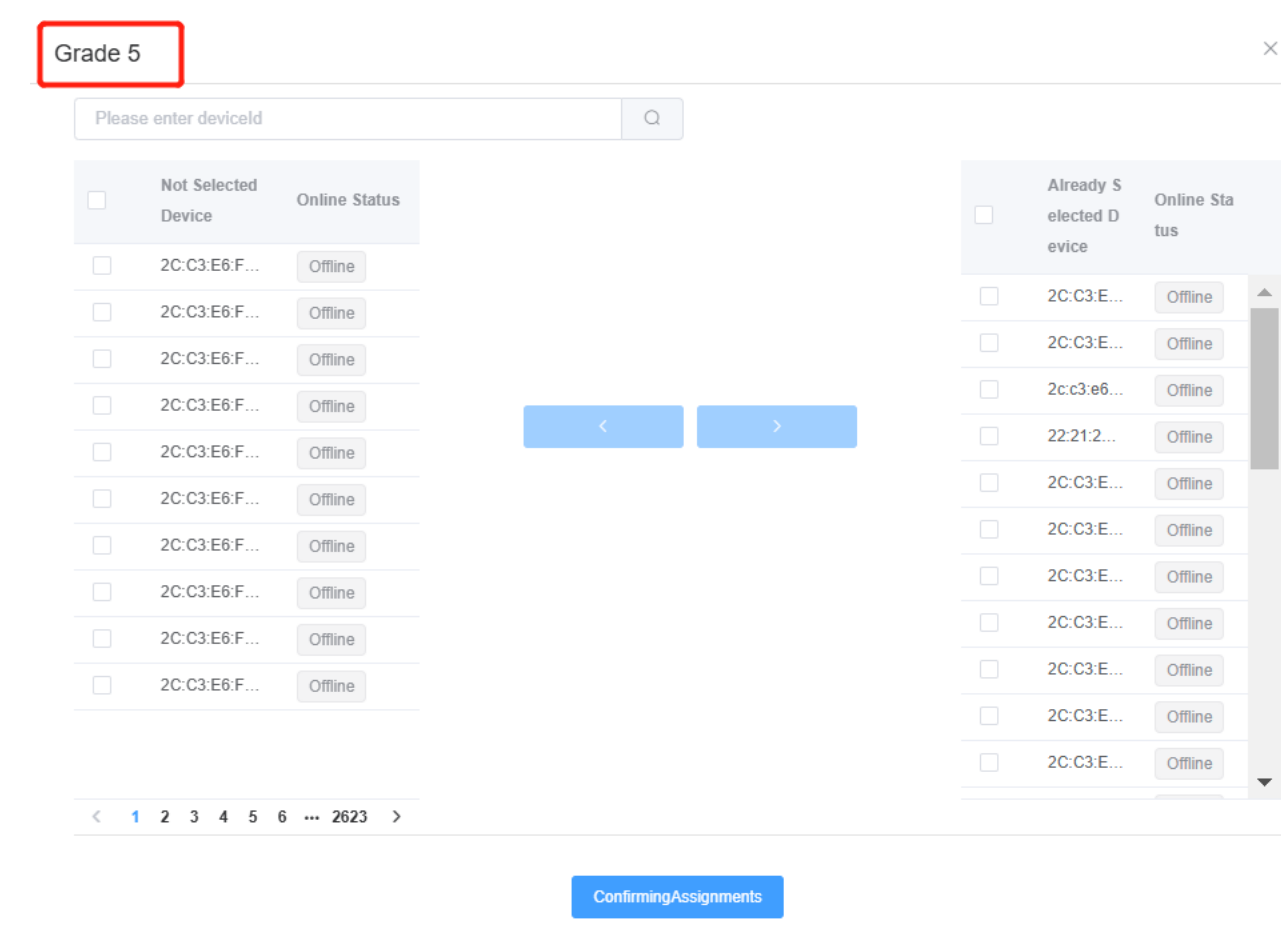 Grade 5
Please enter deviceId
Not Selected
Device
Online Status
2C:C3:E6:F... Offline
2C:C3:E6:F... Offline
2C:C3:E6:F... Offline
2C:C3:E6:F... Offline
2C:C3:E6:F... Offline
2C:C3:E6:F... Offline
2C:C3:E6:F... Offline
2C:C3:E6:F... Offline
2C:C3:E6:F... Offline
2C:C3:E6:F... Offline
1 2 3 4 5 6 ... 2623
Already S
elected D
evice
Online Sta
tus
2C:C3:E... Offline
2C:C3:E... Offline
2c:c3:e6... Offline
22:21:2... Offline
2C:C3:E... Offline
2C:C3:E... Offline
2C:C3:E... Offline
2C:C3:E... Offline
2C:C3:E... Offline
2C:C3:E... Offline
2C:C3:E... Offline
ConfirmingAssignments